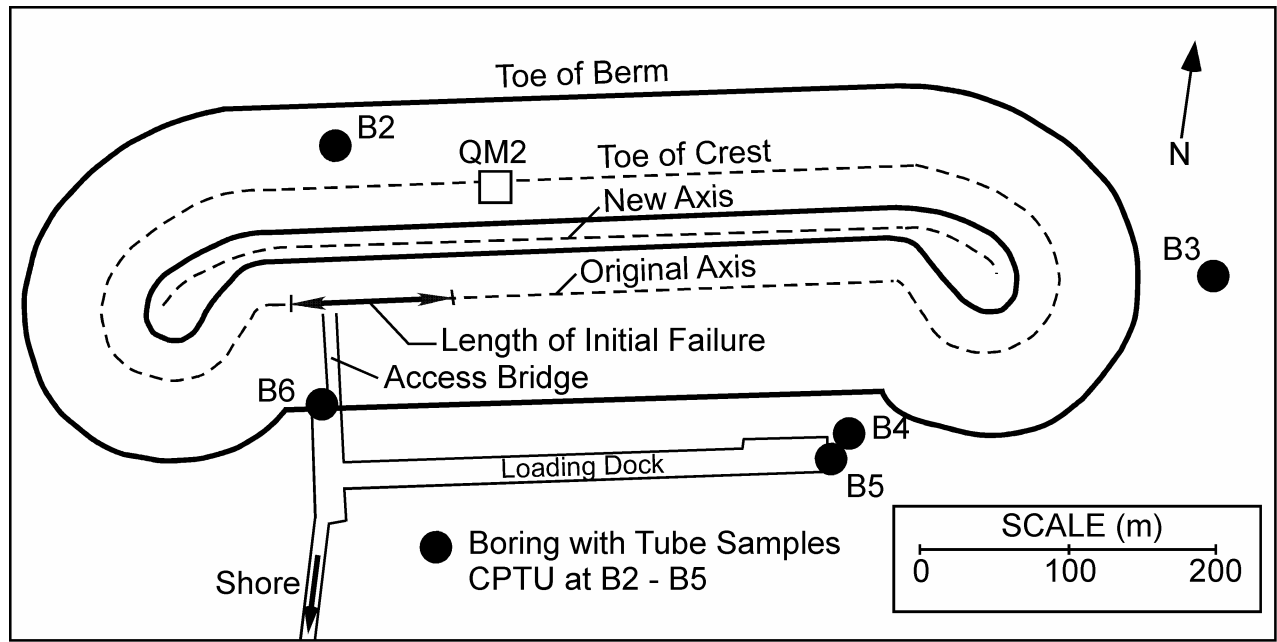 Toe of Berm
B2
QM2
Toe of Crest
N
New Axis
B3
Original Axis
Length of Initial Failure
Access Bridge
B6
B4
Loading Dock
B5
SCALE (m)
0 100 200
Boring with Tube Samples
CPTU at B2 - B5
Shore